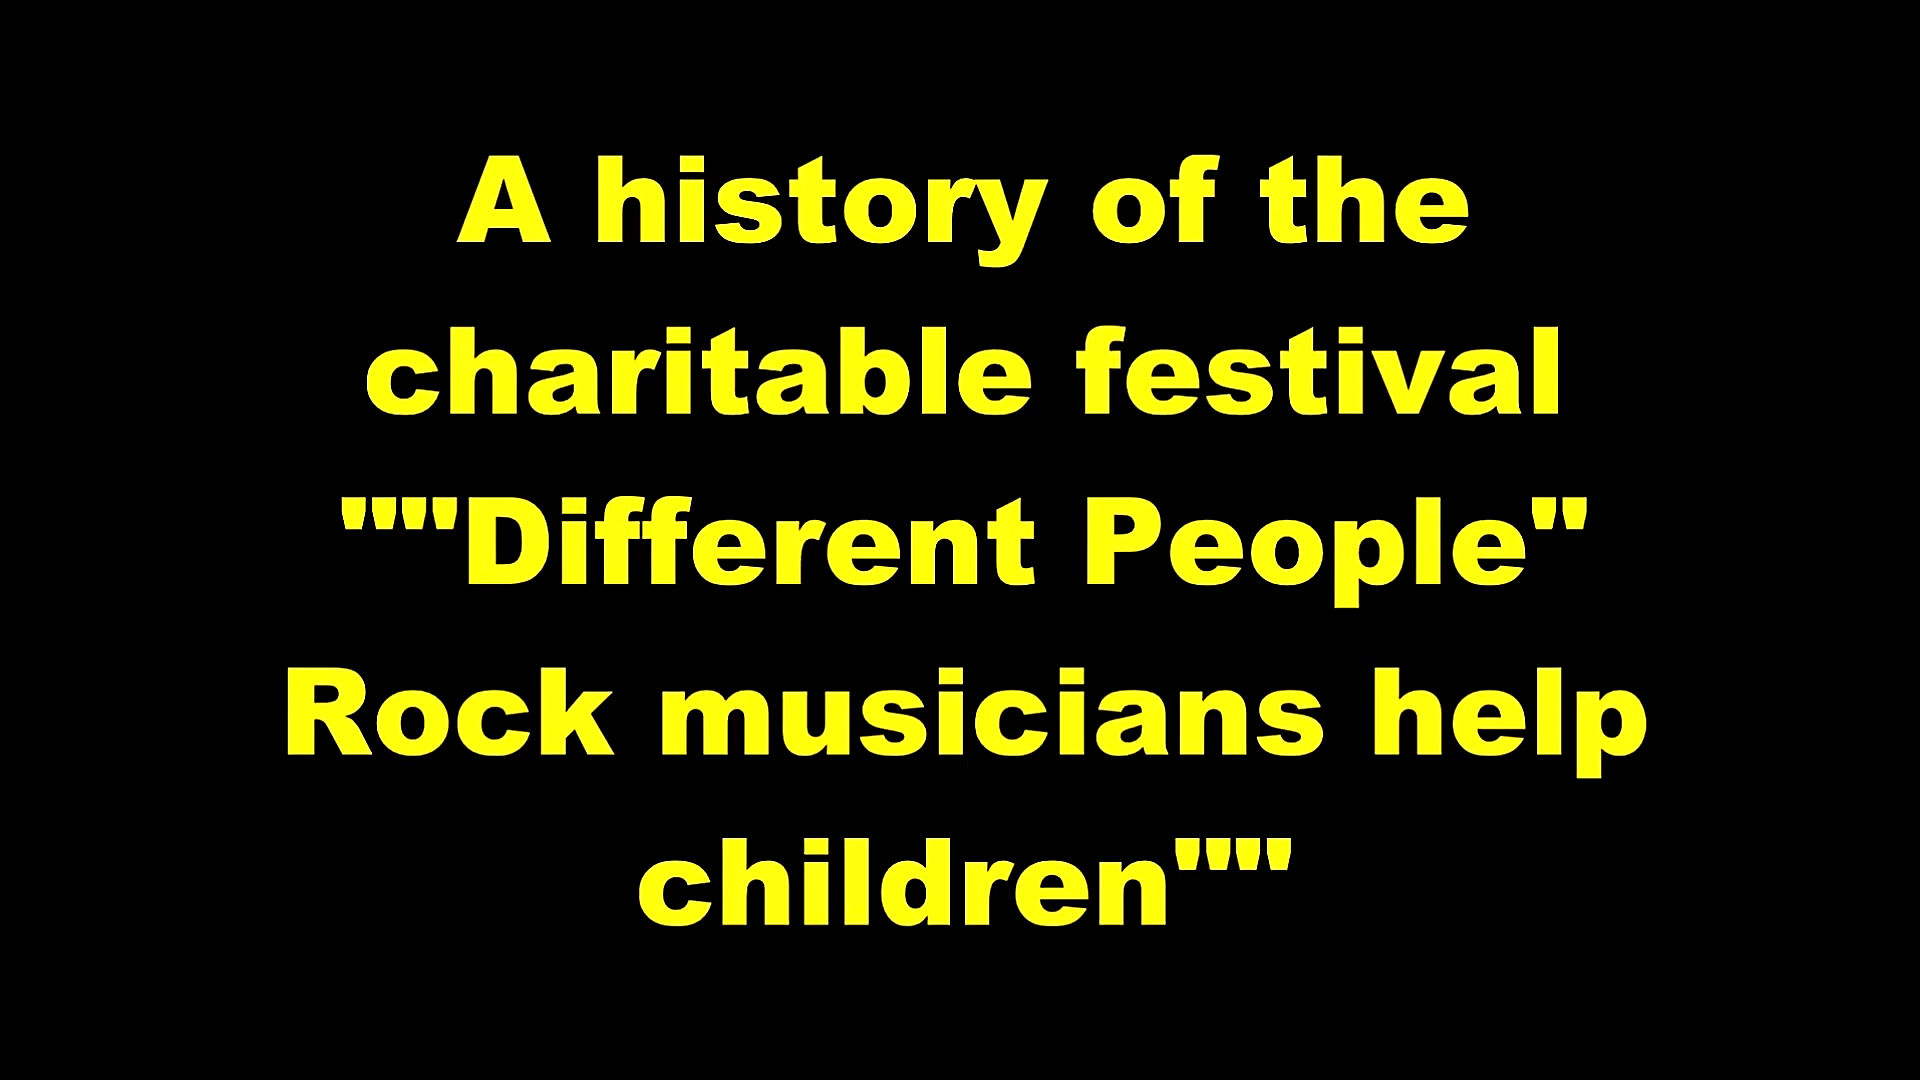 A history of the
charitable festival
""Different People"
Rock musicians help
children""